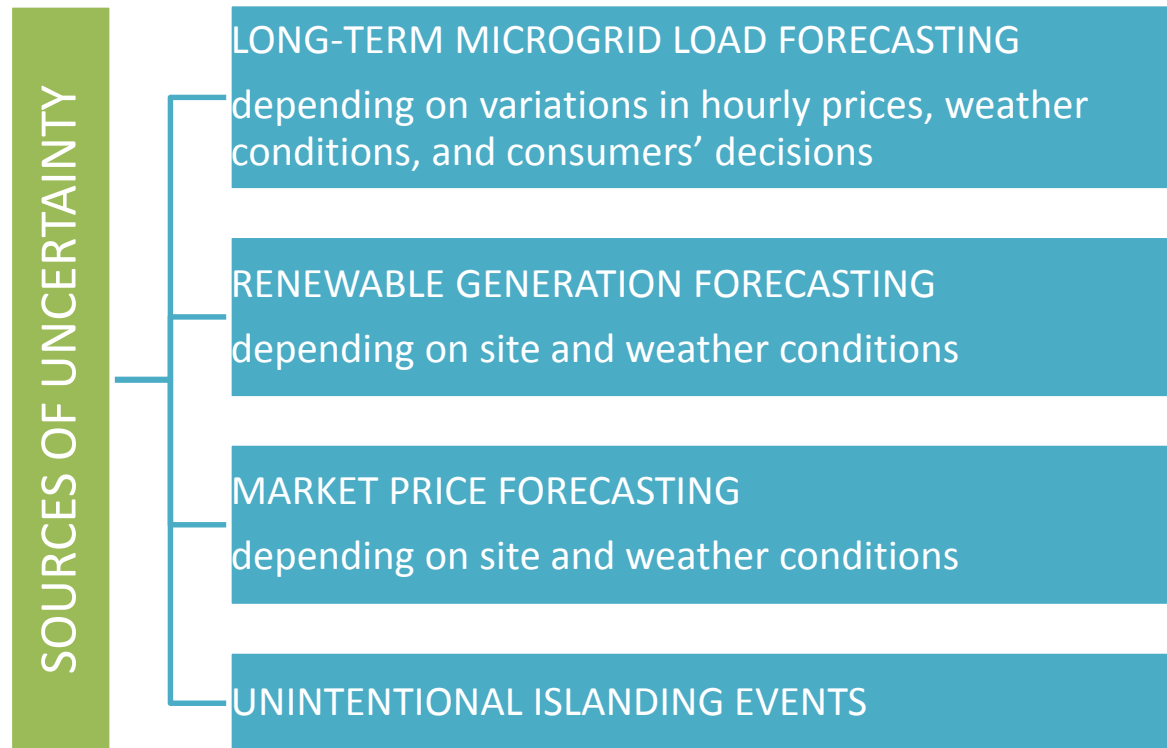 SOURCES OF UNCERTAINTY
LONG-TERM MICROGRID LOAD FORECASTING
depending on variations in hourly prices, weather
conditions, and consumers’ decisions
RENEWABLE GENERATION FORECASTING
depending on site and weather conditions
MARKET PRICE FORECASTING
depending on site and weather conditions
UNINTENTIONAL ISLANDING EVENTS